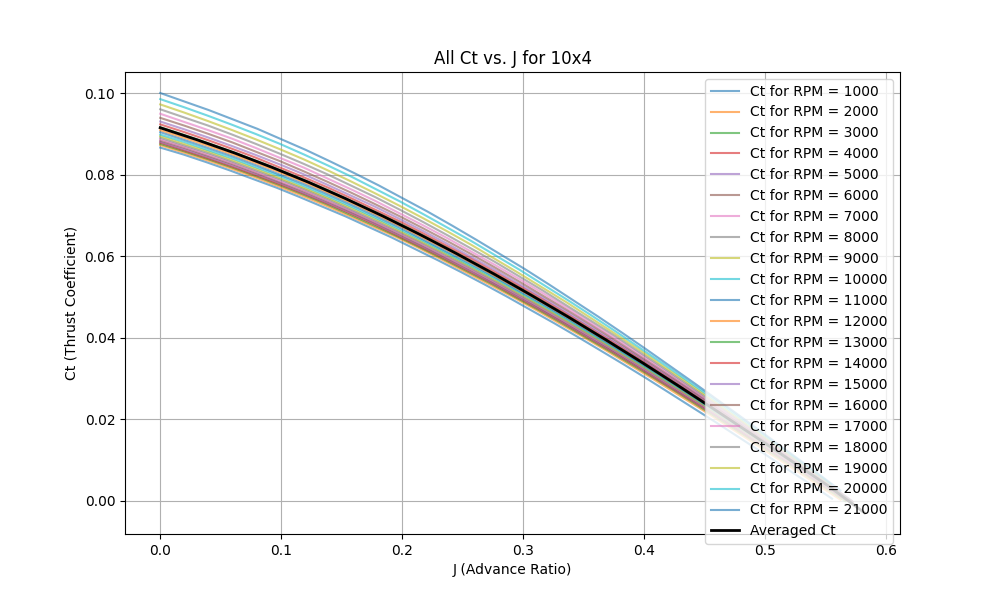 All Ct vs. J for 10x4
Ct (Thrust Coefficient)
0.10
0.08
0.06
0.04
0.02
0.00
0.0 0.1 0.2 0.3 0.4 0.5 0.6
J (Advance Ratio)
Ct for RPM = 1000
Ct for RPM = 2000
Ct for RPM = 3000
Ct for RPM = 4000
Ct for RPM = 5000
Ct for RPM = 6000
Ct for RPM = 7000
Ct for RPM = 8000
Ct for RPM = 9000
Ct for RPM = 10000
Ct for RPM = 11000
Ct for RPM = 12000
Ct for RPM = 13000
Ct for RPM = 14000
Ct for RPM = 15000
Ct for RPM = 16000
Ct for RPM = 17000
Ct for RPM = 18000
Ct for RPM = 19000
Ct for RPM = 20000
Ct for RPM = 21000
Averaged Ct